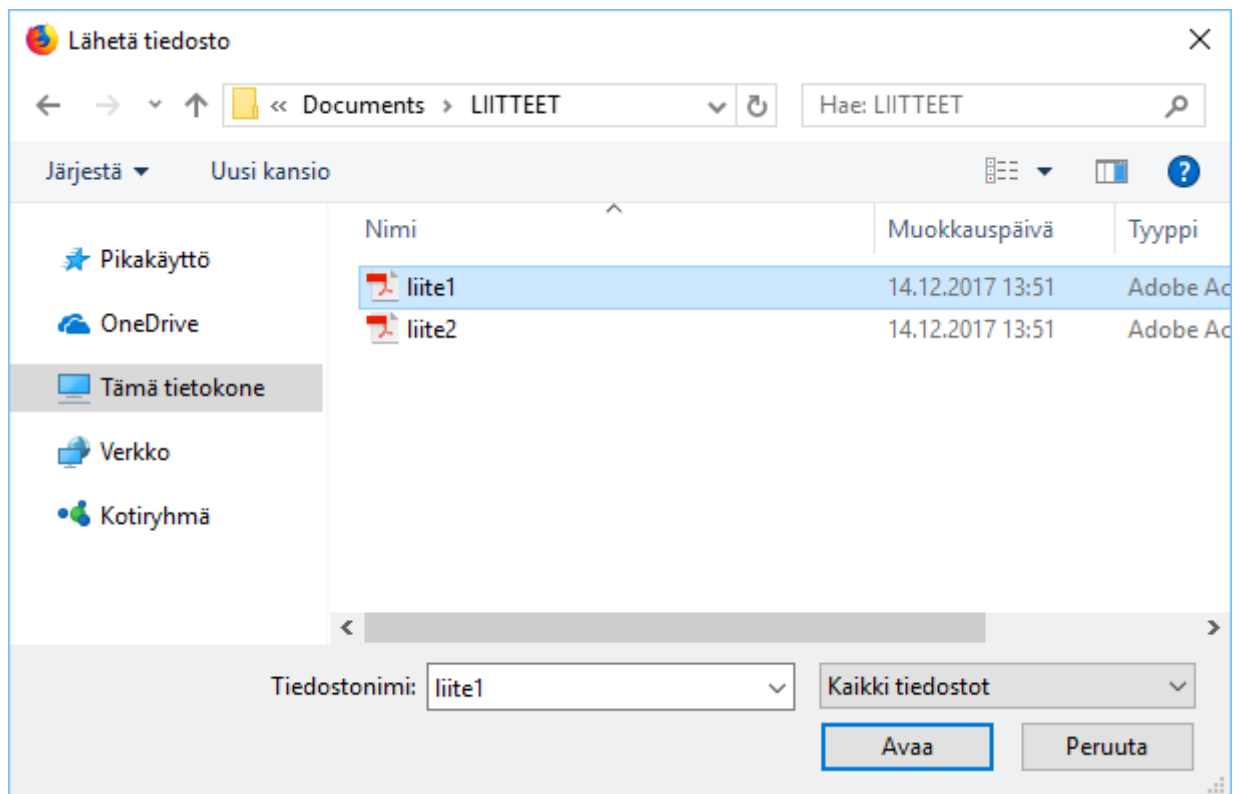 Lähetä tiedosto
« Documents > LIITTEET
Hae: LIITTEET
Järjestä
Uusi kansio
?
Pikakäyttö
OneDrive
Tämä tietokone
Verkko
Kotiryhmä
Nimi Muokkauspäivä Tyyppi
liite1 14.12.2017 13:51 Adobe Ac
liite2 14.12.2017 13:51 Adobe Ac
Tiedostonimi: liite1 Kaikki tiedostot
Avaa Peruuta